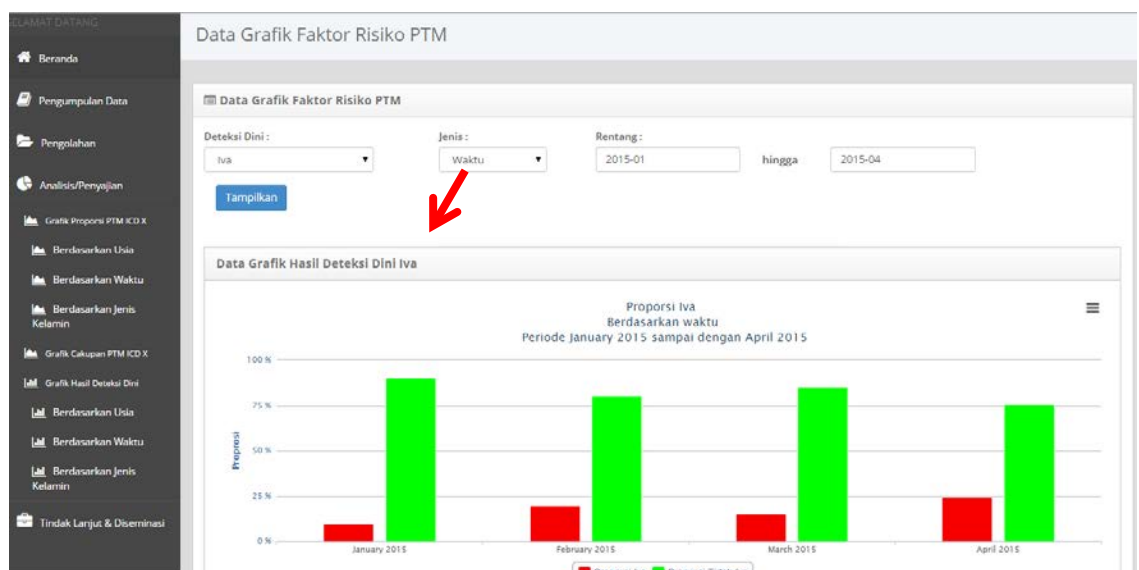 SELAMAT DATANG
Beranda
Pengumpulan Data
Pengolahan
Analisis/Penyajian
Grafik Proporsi PTM ICD X
Berdasarkan Usia
Berdasarkan Waktu
Berdasarkan Jenis
Kelamin
Grafik Cakupan PTM ICD X
Grafik Hasil Deteksi Dini
Berdasarkan Usia
Berdasarkan Waktu
Berdasarkan Jenis
Kelamin
Tindak Lanjut & Diseminasi
Data Grafik Faktor Risiko PTM
Data Grafik Faktor Risiko PTM
Deteksi Dini : Jenis : Rentang :
Iva Waktu 2015-01 hingga 2015-04
Tampilkan
Data Grafik Hasil Deteksi Dini Iva
Proporsi Iva
Berdasarkan waktu
Periode January 2015 sampai dengan April 2015
100 %
75 %
50 %
25 %
0 %
Proprosi
January 2015 February 2015 March 2015 April 2015